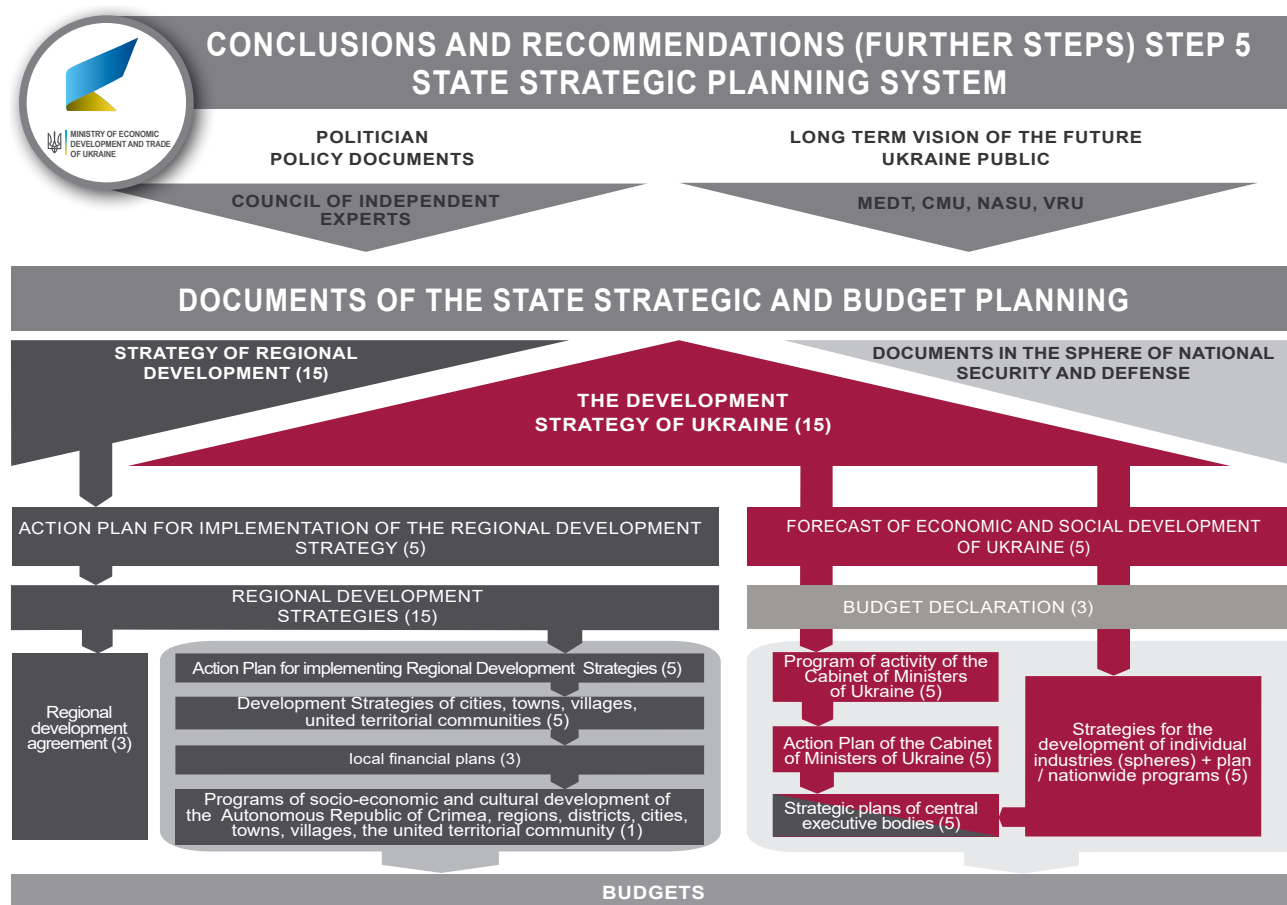 CONCLUSIONS AND RECOMMENDATIONS (FURTHER STEPS) STEP 5
STATE STRATEGIC PLANNING SYSTEM
MINISTRY OF ECONOMIC
DEVELOPMENT AND TRADE
OF UKRAINE
POLITICIAN
POLICY DOCUMENTS
LONG TERM VISION OF THE FUTURE
UKRAINE PUBLIC
COUNCIL OF INDEPENDENT
EXPERTS
MEDT, CMU, NASU, VRU
DOCUMENTS OF THE STATE STRATEGIC AND BUDGET PLANNING
STRATEGY OF REGIONAL
DEVELOPMENT (15)
THE DEVELOPMENT
STRATEGY OF UKRAINE (15)
DOCUMENTS IN THE SPHERE OF NATIONAL
SECURITY AND DEFENSE
ACTION PLAN FOR IMPLEMENTATION OF THE REGIONAL DEVELOPMENT
STRATEGY (5)
REGIONAL DEVELOPMENT
STRATEGIES (15)
Regional
development
agreement (3)
Action Plan for implementing Regional Development Strategies (5)
Development Strategies of cities, towns, villages,
united territorial communities (5)
local financial plans (3)
Programs of socio-economic and cultural development of
the Autonomous Republic of Crimea, regions, districts, cities,
towns, villages, the united territorial community (1)
FORECAST OF ECONOMIC AND SOCIAL DEVELOPMENT
OF UKRAINE (5)
BUDGET DECLARATION (3)
Program of activity of the
Cabinet of Ministers
of Ukraine (5)
Action Plan of the Cabinet
of Ministers of Ukraine (5)
Strategic plans of central
executive bodies (5)
Strategies for the
development of individual
industries (spheres) + plan
/ nationwide programs (5)
BUDGETS